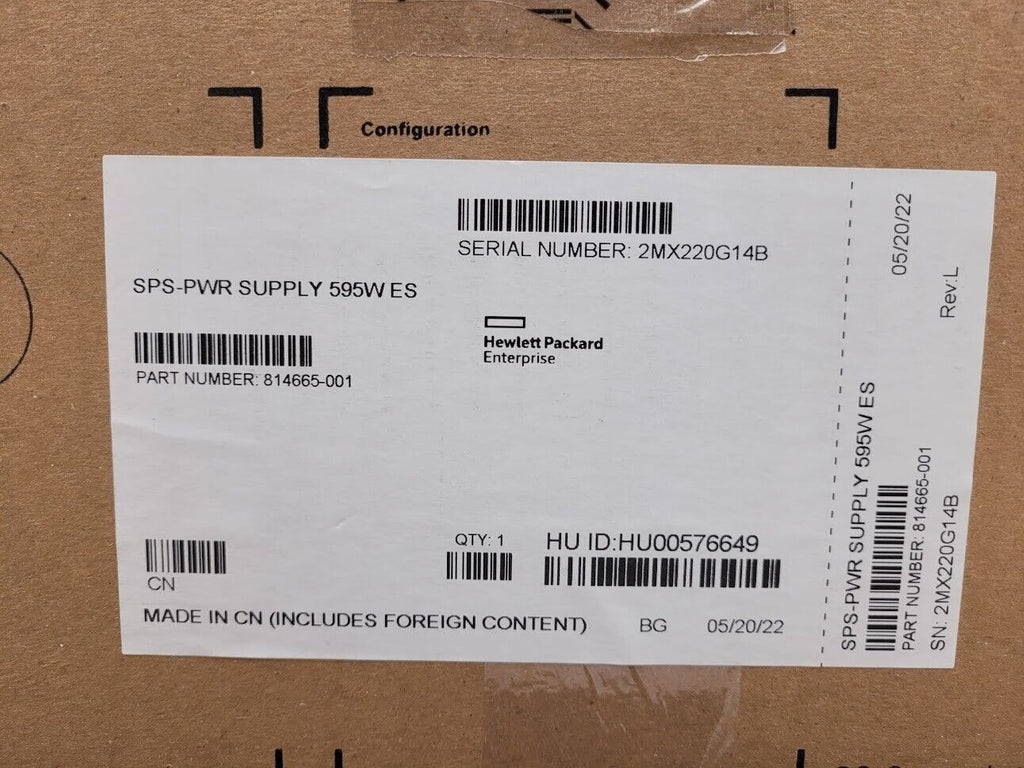 Configuration
SERIAL NUMBER: 2MX220G14B
SPS-PWR SUPPLY 595W ES
PART NUMBER: 814665-001
Hewlett Packard
Enterprise
QTY: 1
HU ID:HU00576649
CN
MADE IN CN (INCLUDES FOREIGN CONTENT)
BG
05/20/22
SPS-PWR SUPPLY 595W ES
05/20/22
PART NUMBER: 814665-001
SN: 2MX220G14B
Rev:L